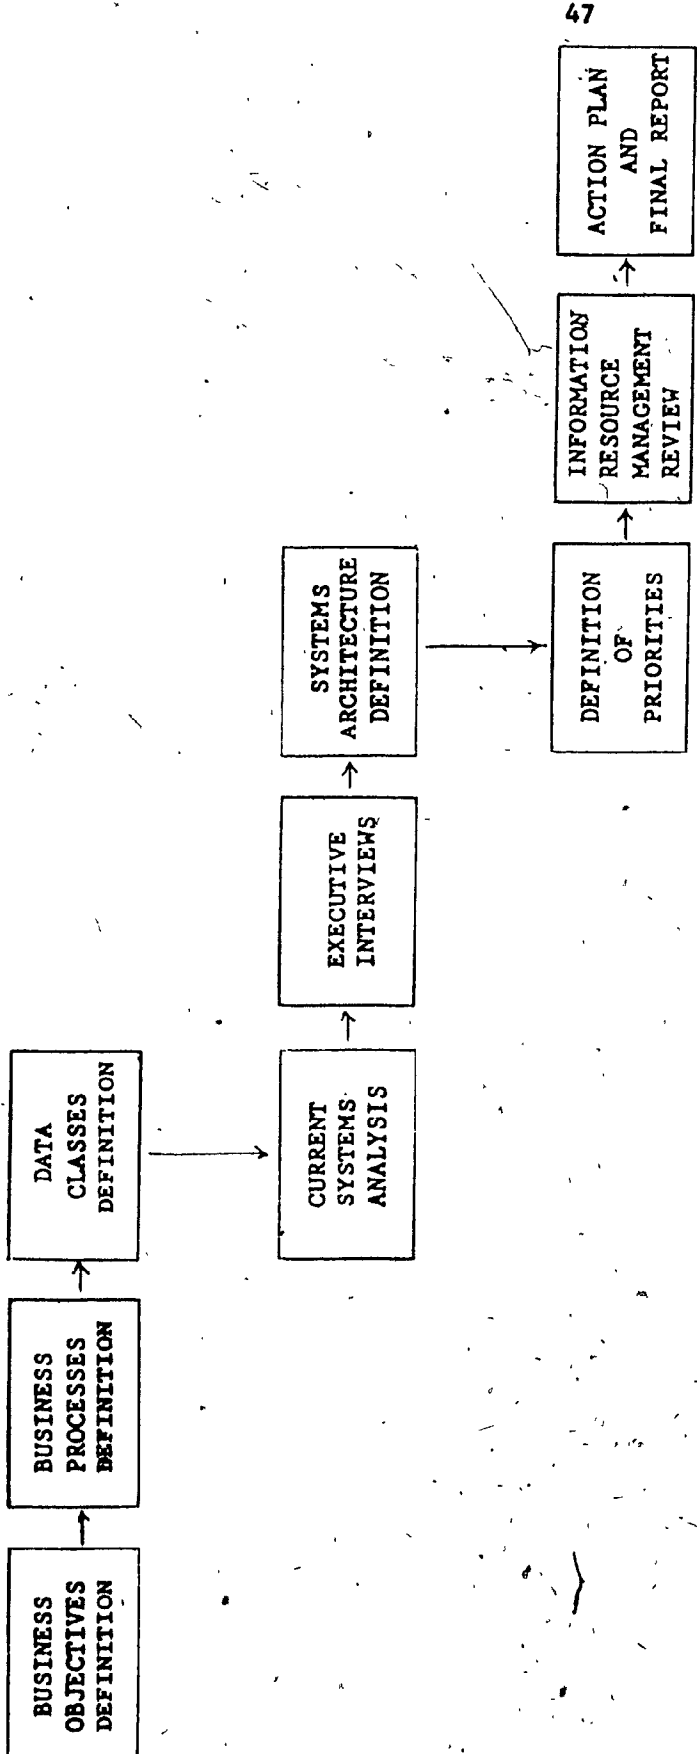 47
BUSINESS
OBJECTIVES
DEFINITION
BUSINESS
PROCESSES
DEFINITION
DATA
CLASSES
DEFINITION
CURRENT
SYSTEMS
ANALYSIS
EXECUTIVE
INTERVIEWS
SYSTEMS
ARCHITECTURE
DEFINITION
DEFINITION
OF
PRIORITIES
INFORMATION
RESOURCE
MANAGEMENT
REVIEW
ACTION PLAN
AND
FINAL REPORT